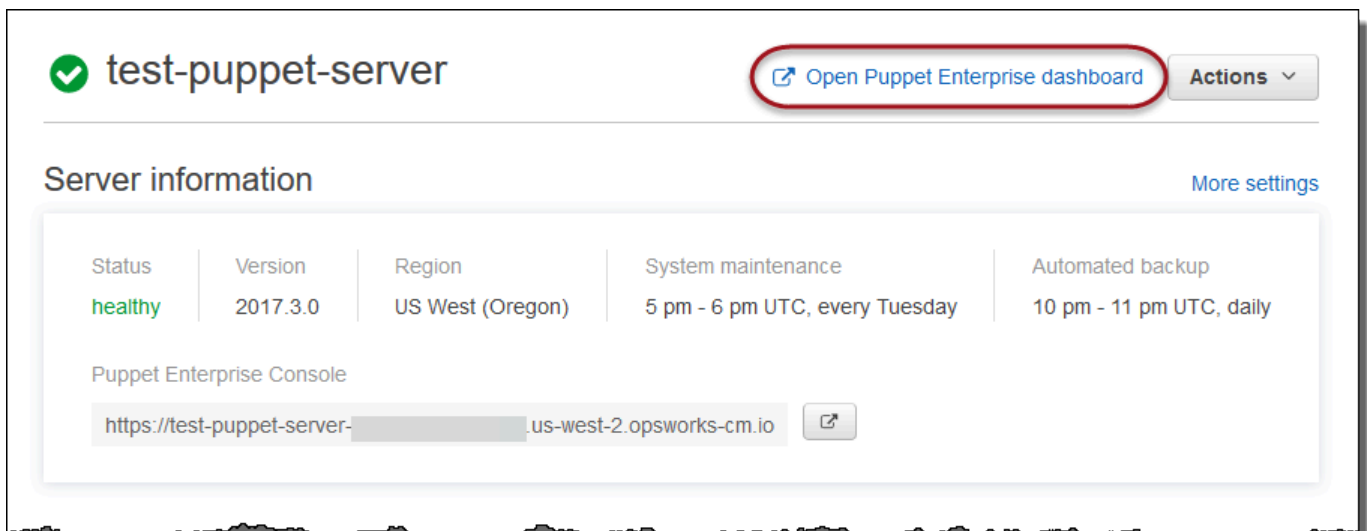 test-puppet-server
Open Puppet Enterprise dashboard
Actions
Server information
More settings
Status Version Region System maintenance Automated backup
healthy 2017.3.0 US West (Oregon) 5 pm - 6 pm UTC, every Tuesday 10 pm - 11 pm UTC, daily
Puppet Enterprise Console
https://test-puppet-server- .us-west-2.opsworks-cm.io